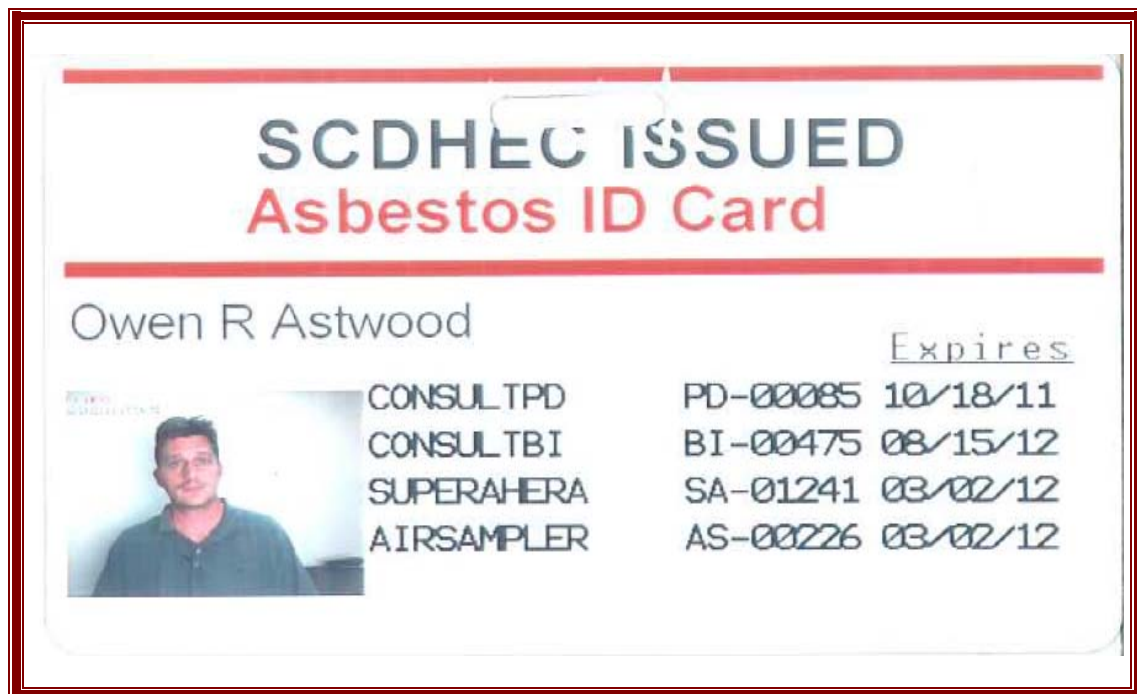 SCDHEC ISSUED
Asbestos ID Card
Owen R Astwood
Expires
CONSULTPD PD-00085 10/18/11
CONSULTBI BI-00475 08/15/12
SUPERAHERA SA-01241 03/02/12
AIRSAMPLER AS-00226 03/02/12